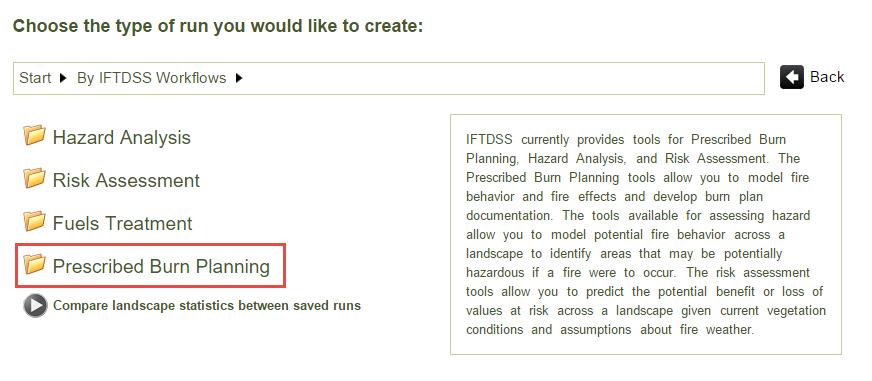 Choose the type of run you would like to create:
Start By IFTDSS Workflows
Back
Hazard Analysis
Risk Assessment
Fuels Treatment
Prescribed Burn Planning
Compare landscape statistics between saved runs
IFTDSS currently provides tools for Prescribed Burn
Planning, Hazard Analysis, and Risk Assessment. The
Prescribed Burn Planning tools allow you to model fire
behavior and fire effects and develop burn plan
documentation. The tools available for assessing hazard
allow you to model potential fire behavior across a
landscape to identify areas that may be potentially
hazardous if a fire were to occur. The risk assessment
tools allow you to predict the potential benefit or loss of
values at risk across a landscape given current vegetation
conditions and assumptions about fire weather.